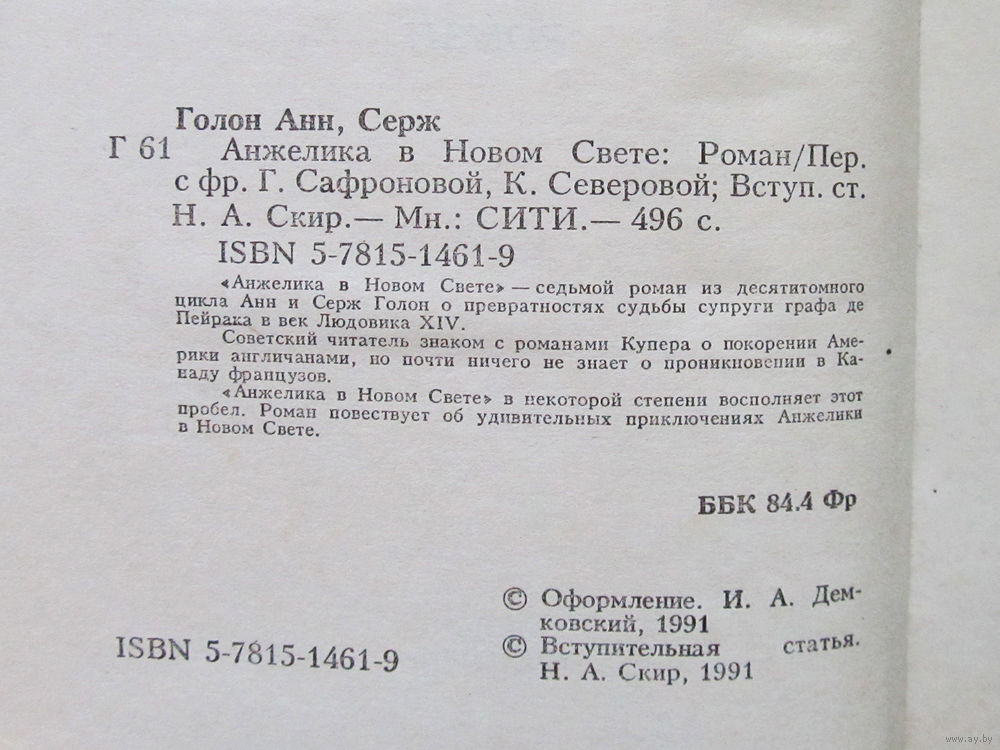 Голон Анн, Серж
Г 61 Анжелика в Новом Свете: Роман/Пер.
с фр. Г. Сафроновой, К. Северовой; Вступ. ст.
Н. А. Скир.— Мн.: СИТИ.— 496 с.
ISBN 5-7815-1461-9
«Анжелика в Новом Свете» — седьмой роман из десятитомного
цикла Анн и Серж Голон о превратностях судьбы супруги графа де
Пейрака в век Людовика XIV.
Советский читатель знаком с романами Купера о покорении Аме-
рики англичанами, но почти ничего не знает о проникновении в Ка-
наду французов.
«Анжелика в Новом Свете» в некоторой степени восполняет этот
пробел. Роман повествует об удивительных приключениях Анжелики
в Новом Свете.
ББК 84.4 Фр
© Оформление. И. А. Дем-
ковский, 1991
© Вступительная статья.
Н. А. Скир, 1991
ISBN 5-7815-1461-9
www.ay.by